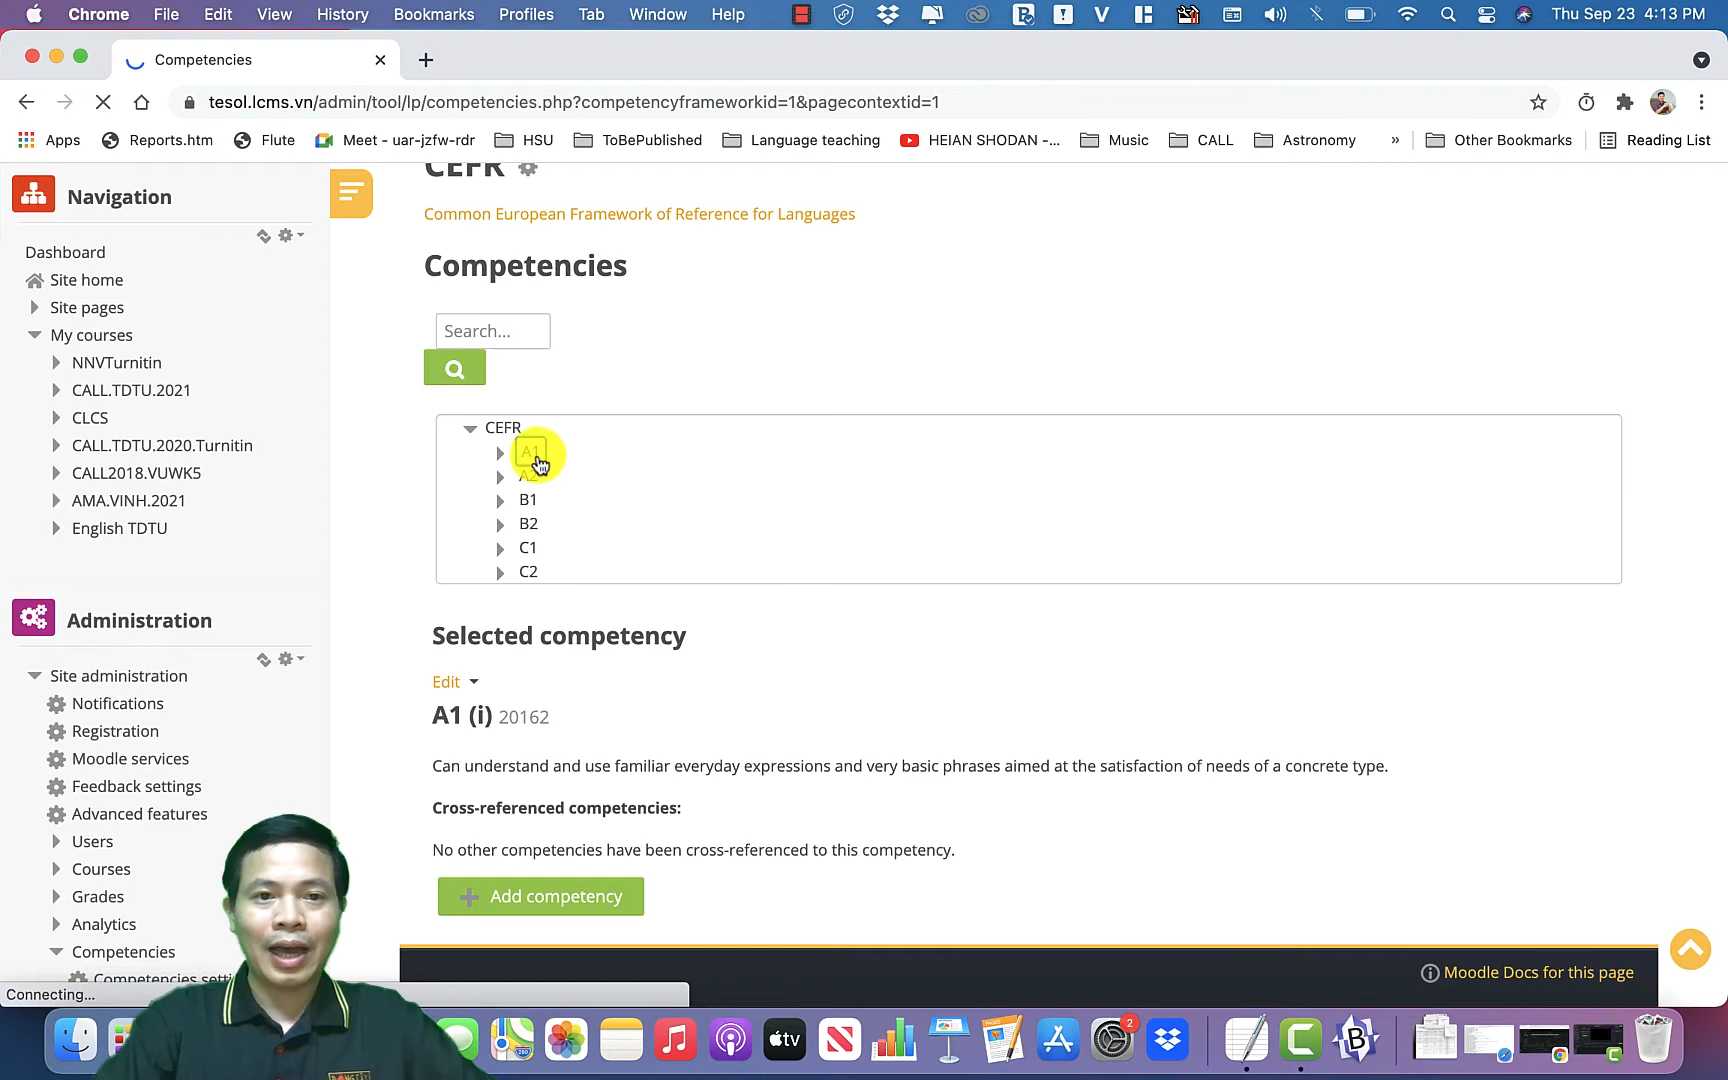 Chrome File Edit View History Bookmarks Profiles Tab Window Help Thu Sep 23 4:13 PM
Competencies
tesol.lcms.vn/admin/tool/lp/competencies.php?competencyframeworkid=1&pagecontextid=1
Apps Reports.htm Flute Meet - uar-jzfw-rdr HSU ToBePublished Language teaching HEIAN SHODAN -... Music CALL Astronomy » Other Bookmarks Reading List
Navigation
Dashboard
Site home
Site pages
My courses
NNVTurnitin
CALL.TDTU.2021
CLCS
CALL.TDTU.2020.Turnitin
CALL2018.VUWK5
AMA.VINH.2021
English TDTU
Administration
Site administration
Notifications
Registration
Moodle services
Feedback settings
Advanced features
Users
Courses
Grades
Analytics
Competencies
Competencies setti
Connecting...
CEFR
Common European Framework of Reference for Languages
Competencies
Search...
CEFR
A1
A2
B1
B2
C1
C2
Selected competency
Edit
A1 (i) 20162
Can understand and use familiar everyday expressions and very basic phrases aimed at the satisfaction of needs of a concrete type.
Cross-referenced competencies:
No other competencies have been cross-referenced to this competency.
Add competency
Moodle Docs for this page
tv
2